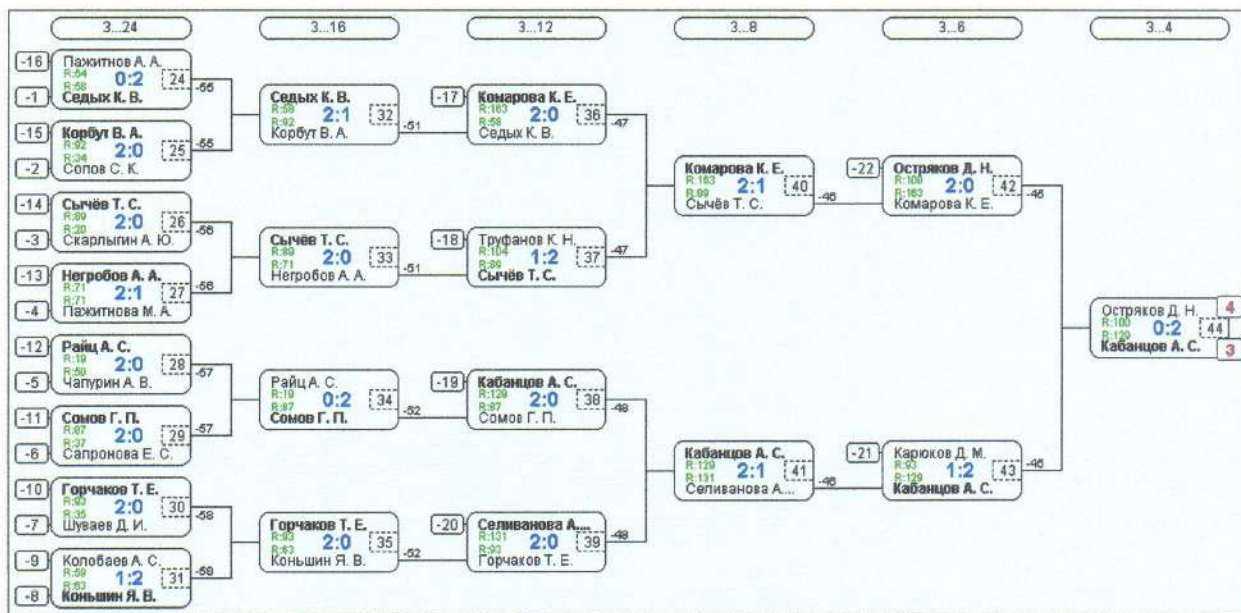 3...24
3...16
3...12
3...8
3...6
3...4
-16
Пажитнов А. А.
R:54
R:58
0:2
24
-55
-1
Седых К. В.
-15
Корбут В. А.
R:92
R:34
2:0
25
-55
-2
Сопов С. К.
-14
Сычёв Т. С.
R:89
R:20
2:0
26
-56
-3
Скарлыгин А. Ю.
-13
Негробов А. А.
R:71
R:71
2:1
27
-56
-4
Пажитнова М. А.
-12
Райц А. С.
R:19
R:50
2:0
28
-57
-5
Чапурин А. В.
-11
Сомов Г. П.
R:87
R:37
2:0
29
-57
-6
Сапронова Е. С.
-10
Горчаков Т. Е.
R:93
R:35
2:0
30
-58
-7
Шуваев Д. И.
-9
Колобаев А. С.
R:59
R:63
1:2
31
-58
-8
Коньшин Я. В.
Седых К. В.
R:58
R:92
2:1
32
-51
Корбут В. А.
Сычёв Т. С.
R:89
R:71
2:0
33
-51
Негробов А. А.
Райц А. С.
R:19
R:87
0:2
34
-52
Сомов Г. П.
Горчаков Т. Е.
R:93
R:63
2:0
35
-52
Коньшин Я. В.
-17
Комарова К. Е.
R:163
R:58
2:0
36
-47
Седых К. В.
-18
Труфанов К. Н.
R:104
R:89
1:2
37
-47
Сычёв Т. С.
-19
Кабанцов А. С.
R:129
R:87
2:0
38
-48
Сомов Г. П.
-20
Селиванова А....
R:131
R:93
2:0
39
-48
Горчаков Т. Е.
Комарова К. Е.
R:163
R:89
2:1
40
-46
Сычёв Т. С.
Кабанцов А. С.
R:129
R:131
2:1
41
-46
Селиванова А....
-22
Остряков Д. Н.
R:100
R:163
2:0
42
-45
Комарова К. Е.
-21
Карюков Д. М.
R:93
R:129
1:2
43
-45
Кабанцов А. С.
Остряков Д. Н.
4
R:100
R:129
0:2
44
Кабанцов А. С.
3